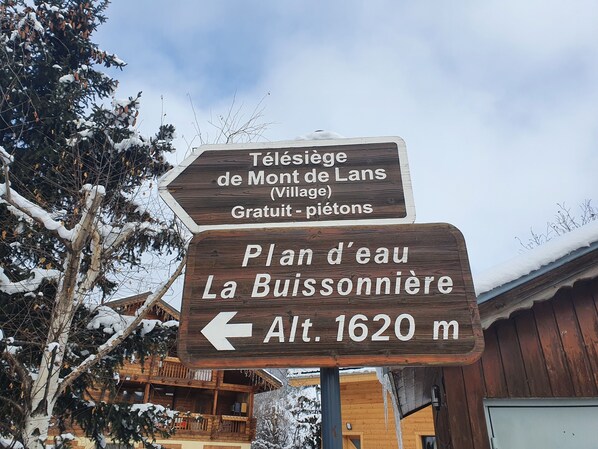 Télésiège
de Mont de Lans
(Village)
Gratuit - piétons
Plan d'eau
La Buissonnière
Alt. 1620 m